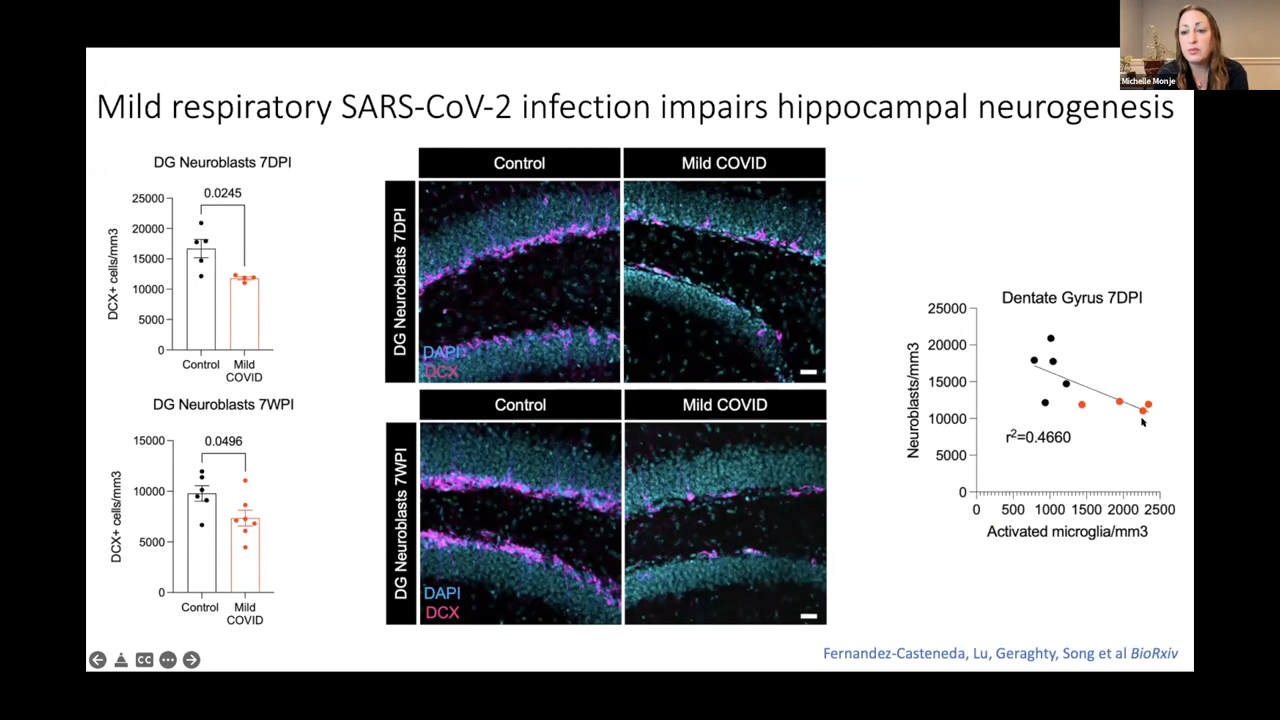 Michelle Monje
Mild respiratory SARS-CoV-2 infection impairs hippocampal neurogenesis
DG Neuroblasts 7DPI
0.0245
25000
20000
15000
10000
5000
0
DCX+ cells/mm3
Control
Mild
COVID
DG Neuroblasts 7WPI
0.0496
15000
10000
5000
0
DCX+ cells/mm3
Control
Mild
COVID
Control
Mild COVID
DG Neuroblasts 7DPI
DAPI
DCX
Control
Mild COVID
DG Neuroblasts 7WPI
DAPI
DCX
Dentate Gyrus 7DPI
25000
20000
15000
10000
5000
0
Neuroblasts/mm3
r²=0.4660
0 500 1000 1500 2000 2500
Activated microglia/mm3
CC
Fernandez-Casteneda, Lu, Geraghty, Song et al BioRxiv